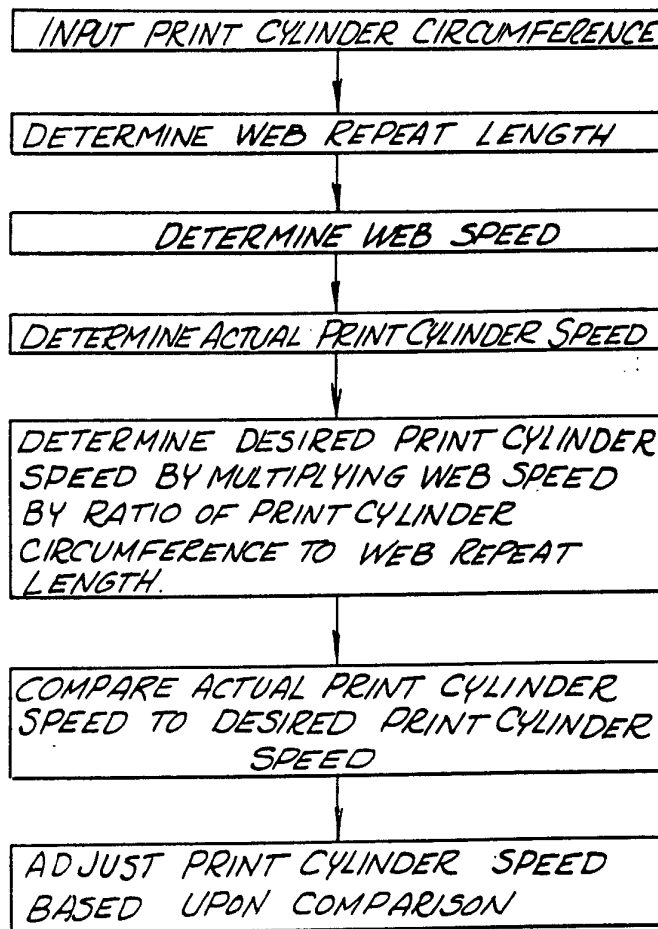 INPUT PRINT CYLINDER CIRCUMFERENCE
DETERMINE WEB REPEAT LENGTH
DETERMINE WEB SPEED
DETERMINE ACTUAL PRINT CYLINDER SPEED
DETERMINE DESIRED PRINT CYLINDER
SPEED BY MULTIPLYING WEB SPEED
BY RATIO OF PRINT CYLINDER
CIRCUMFERENCE TO WEB REPEAT
LENGTH.
COMPARE ACTUAL PRINT CYLINDER
SPEED TO DESIRED PRINT CYLINDER
SPEED
ADJUST PRINT CYLINDER SPEED
BASED UPON COMPARISON